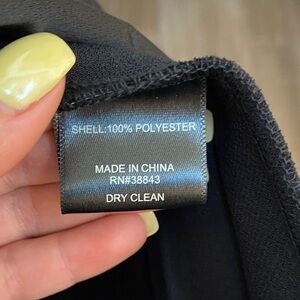 SHELL:100% POLYESTER
MADE IN CHINA
RN#38843
DRY CLEAN